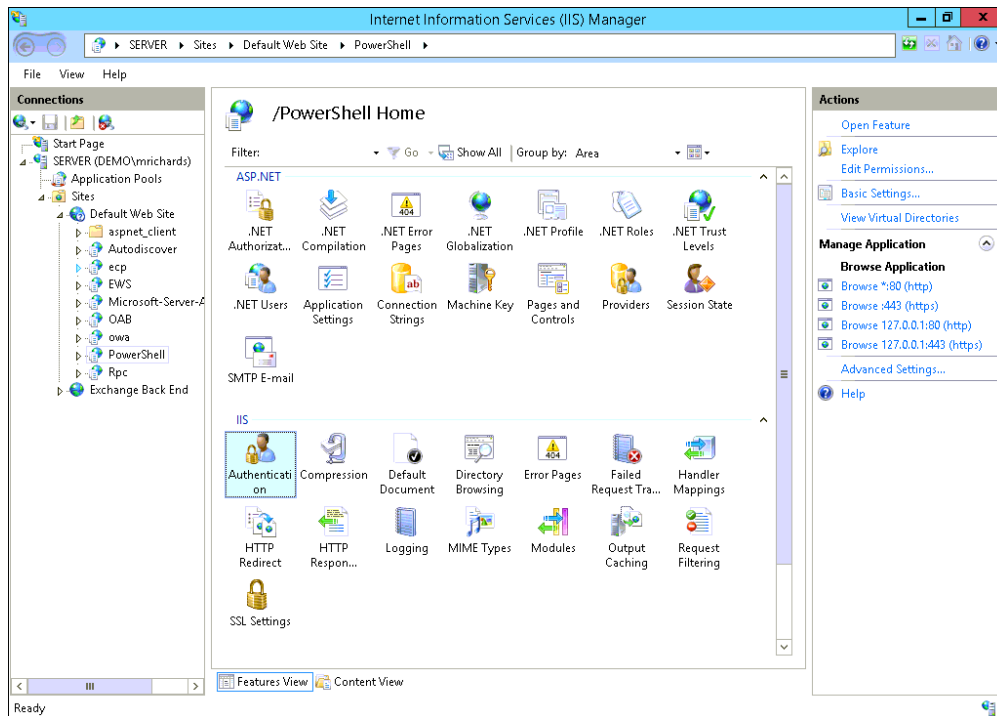 Internet Information Services (IIS) Manager
SERVER Sites Default Web Site PowerShell
File View Help
Connections
Start Page
SERVER (DEMO\mrichards)
Application Pools
Sites
Default Web Site
aspnet_client
Autodiscover
ecp
EWS
Microsoft-Server-A
OAB
owa
PowerShell
Rpc
Exchange Back End
/PowerShell Home
Filter: Go Show All Group by: Area
ASP.NET
.NET Authorizat...
.NET Compilation
.NET Error Pages
.NET Globalization
.NET Profile
.NET Roles
.NET Trust Levels
.NET Users
Application Settings
Connection Strings
Machine Key
Pages and Controls
Providers
Session State
SMTP E-mail
IIS
Authenticati on
Compression
Default Document
Directory Browsing
Error Pages
Failed Request Tra...
Handler Mappings
HTTP Redirect
HTTP Respon...
Logging
MIME Types
Modules
Output Caching
Request Filtering
SSL Settings
Features View Content View
Actions
Open Feature
Explore
Edit Permissions...
Basic Settings...
View Virtual Directories
Manage Application
Browse Application
Browse *:80 (http)
Browse :443 (https)
Browse 127.0.0.1:80 (http)
Browse 127.0.0.1:443 (https)
Advanced Settings...
Help
Ready